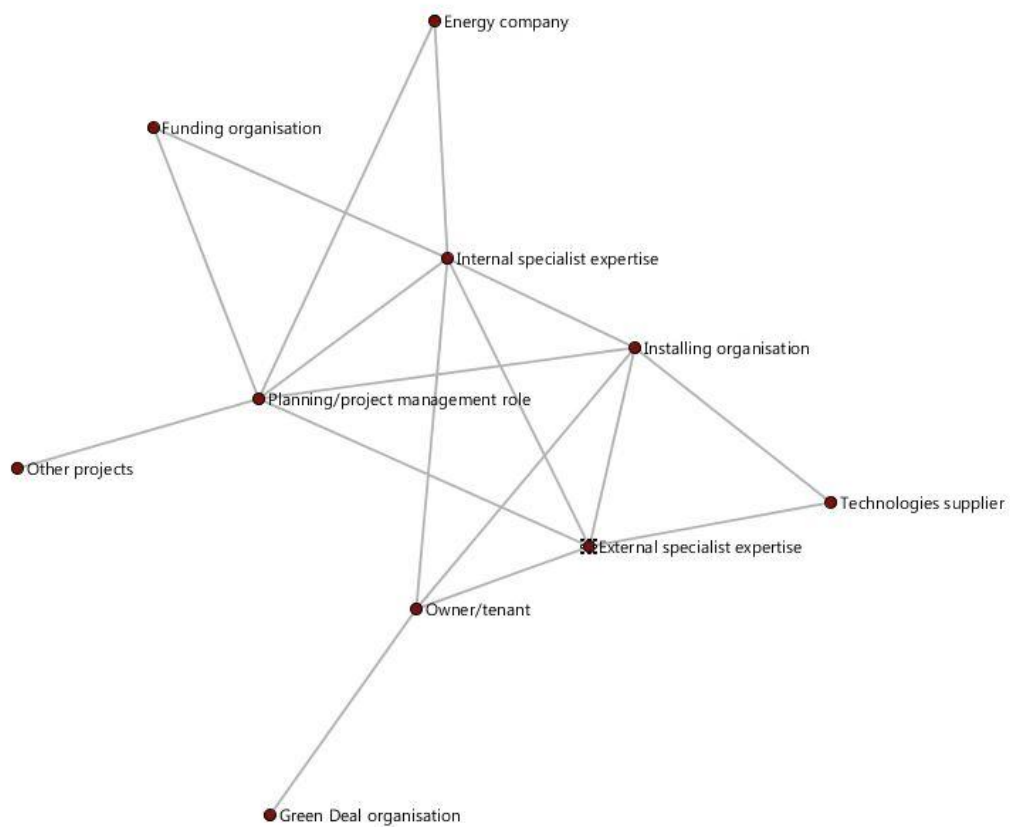 Energy company
Funding organisation
Internal specialist expertise
Installing organisation
Planning/project management role
Other projects
Technologies supplier
External specialist expertise
Owner/tenant
Green Deal organisation